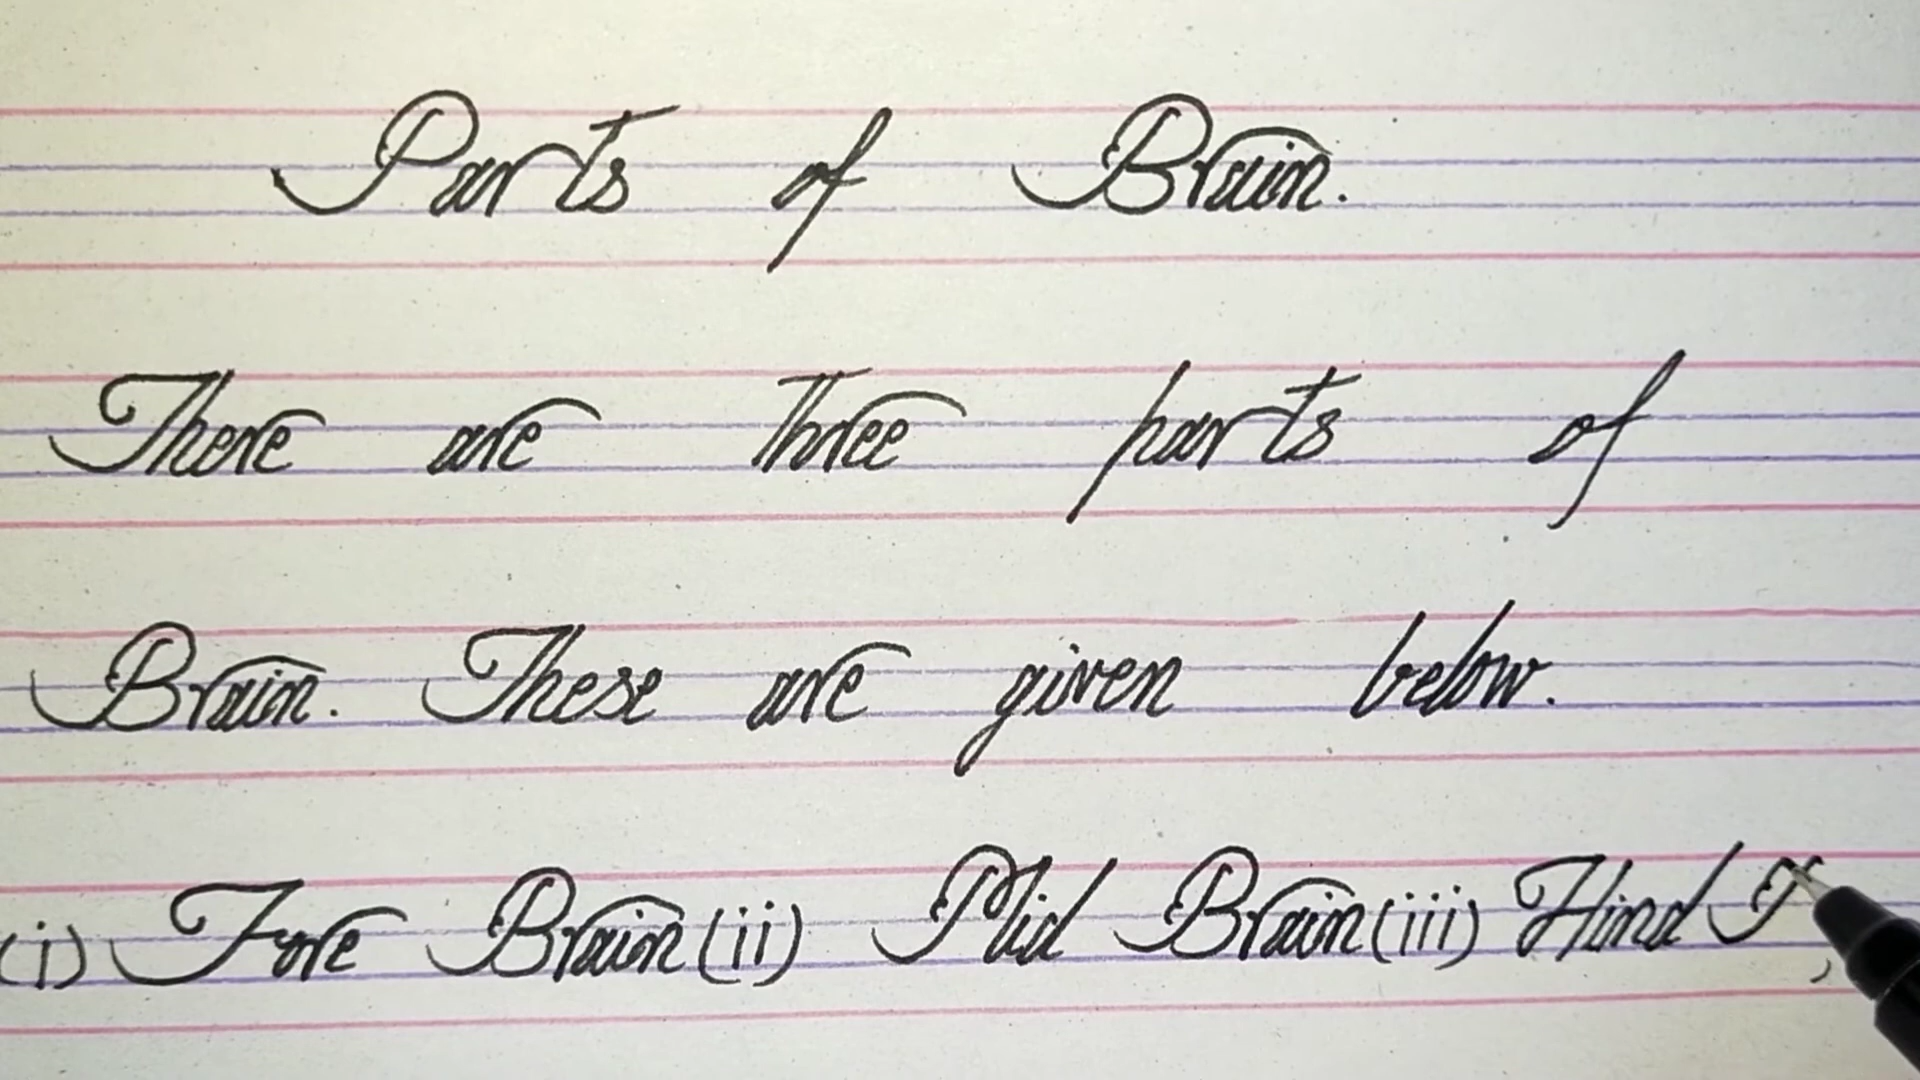 Parts of Brain.
There are three parts of
Brain. These are given below.
(i) Fore Brain (ii) Mid Brain (iii) Hind